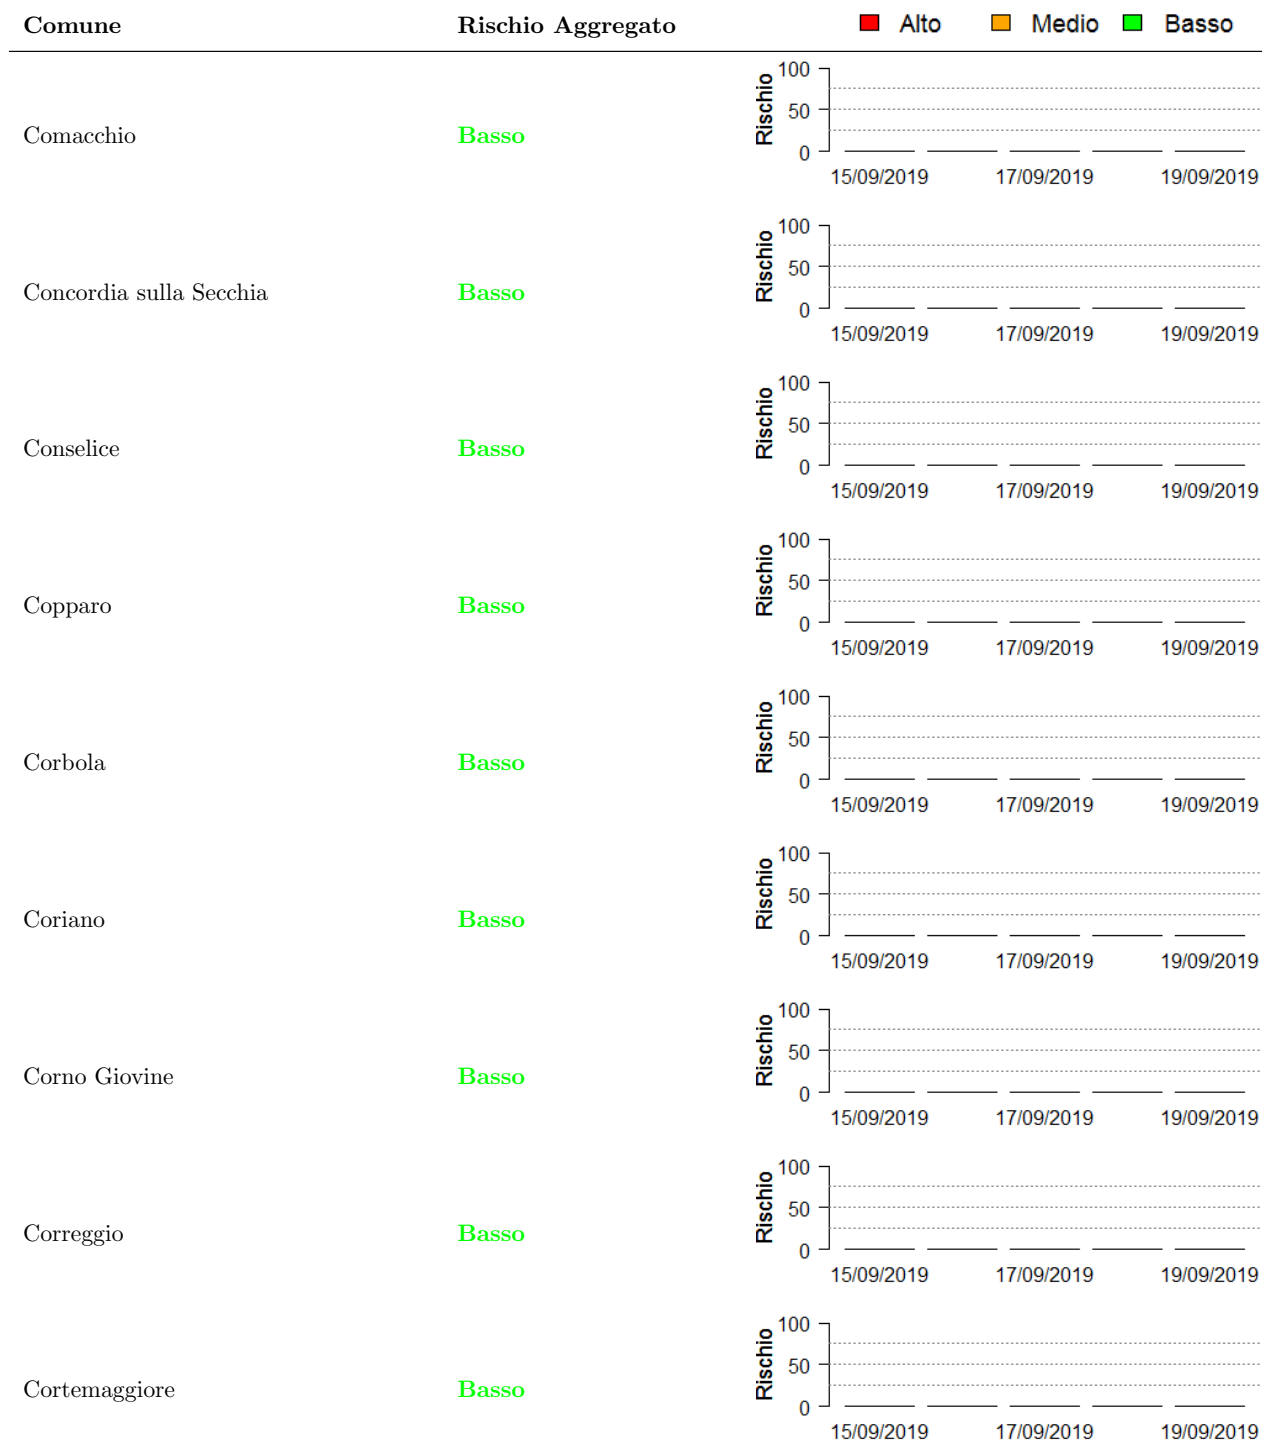 Comune Rischio Aggregato Alto Medio Basso
100
50
0
Rischio
Comacchio Basso
15/09/2019 17/09/2019 19/09/2019
100
50
0
Rischio
Concordia sulla Secchia Basso
15/09/2019 17/09/2019 19/09/2019
100
50
0
Rischio
Conselice Basso
15/09/2019 17/09/2019 19/09/2019
100
50
0
Rischio
Copparo Basso
15/09/2019 17/09/2019 19/09/2019
100
50
0
Rischio
Corbola Basso
15/09/2019 17/09/2019 19/09/2019
100
50
0
Rischio
Coriano Basso
15/09/2019 17/09/2019 19/09/2019
100
50
0
Rischio
Corno Giovine Basso
15/09/2019 17/09/2019 19/09/2019
100
50
0
Rischio
Correggio Basso
15/09/2019 17/09/2019 19/09/2019
100
50
0
Rischio
Cortemaggiore Basso
15/09/2019 17/09/2019 19/09/2019